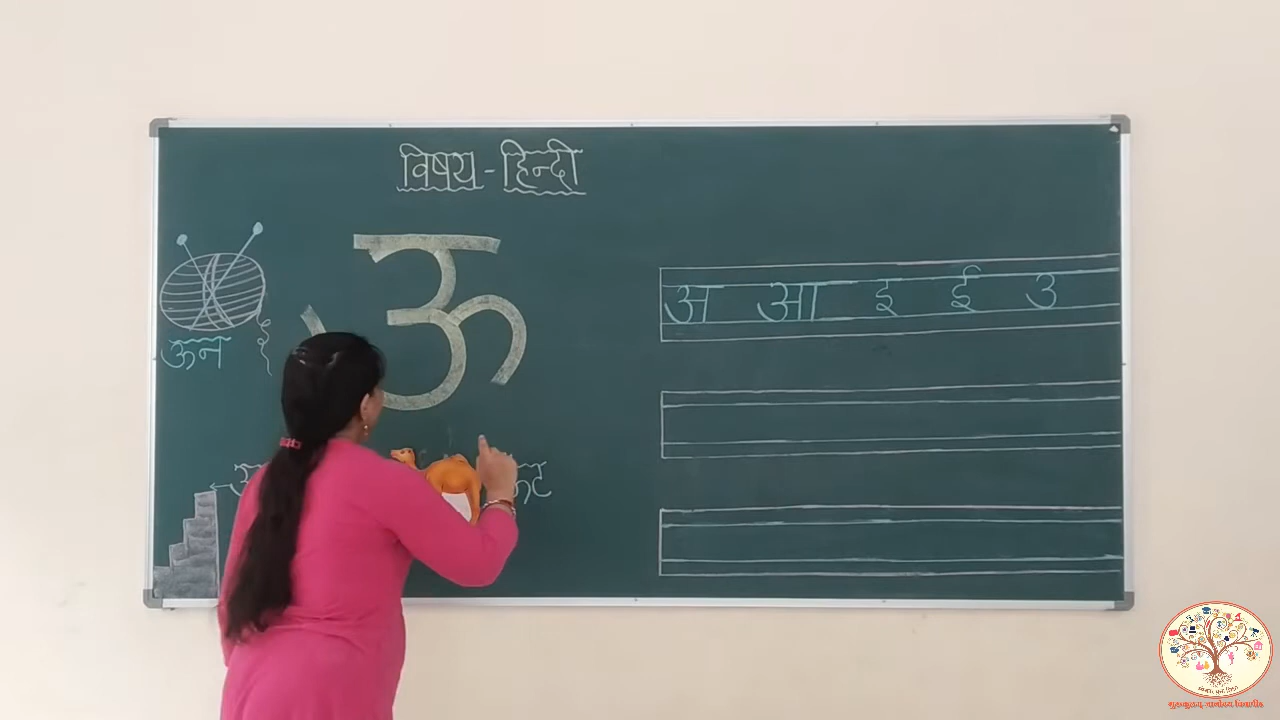 विषय - हिन्दी
ऊ
अ आ इ ई उ
ऊन